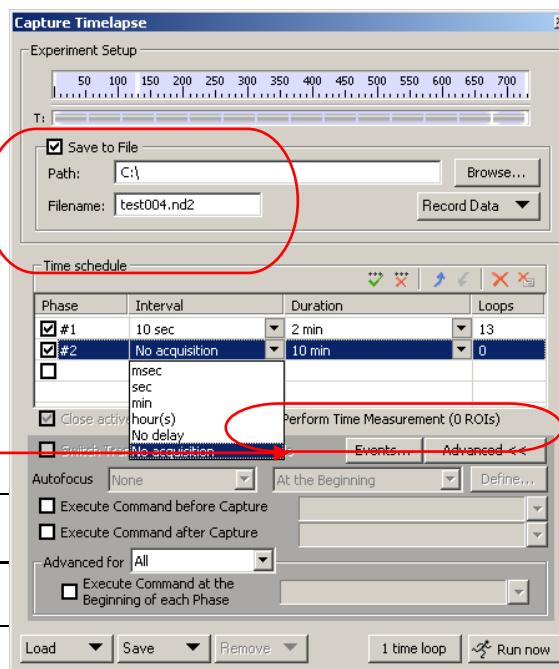 Capture Timelapse
Experiment Setup
50 100 150 200 250 300 350 400 450 500 550 600 650 700
T:
Save to File
Path: C:\ Browse...
Filename: test004.nd2 Record Data
Time schedule
Phase Interval Duration Loops
#1 10 sec 2 min 13
#2 No acquisition 10 min 0
msec
sec
min
hour(s)
No delay
No acquisition
Close activ Perform Time Measurement (0 ROIs)
Switch Tra Events... Advanced <<
Autofocus None At the Beginning Define...
Execute Command before Capture
Execute Command after Capture
Advanced for All
Execute Command at the
Beginning of each Phase
Load Save Remove 1 time loop Run now